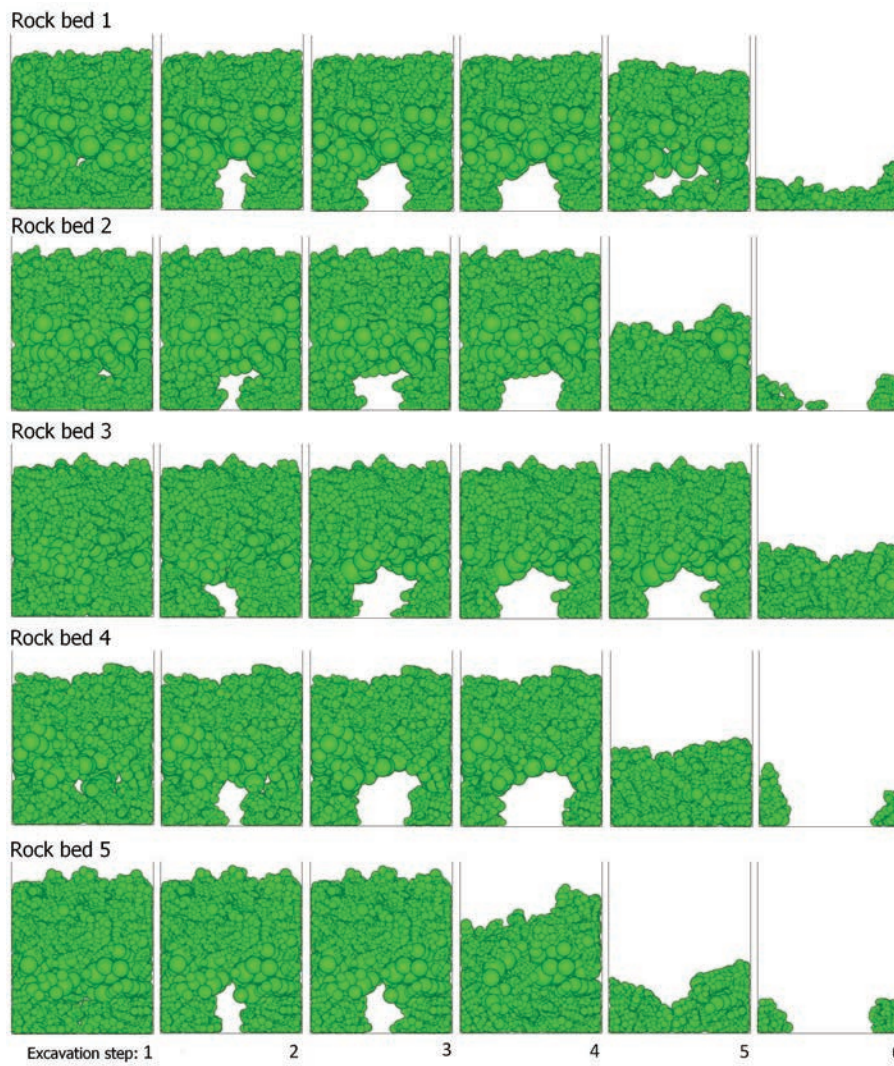 Rock bed 1
Rock bed 2
Rock bed 3
Rock bed 4
Rock bed 5
Excavation step: 1 2 3 4 5